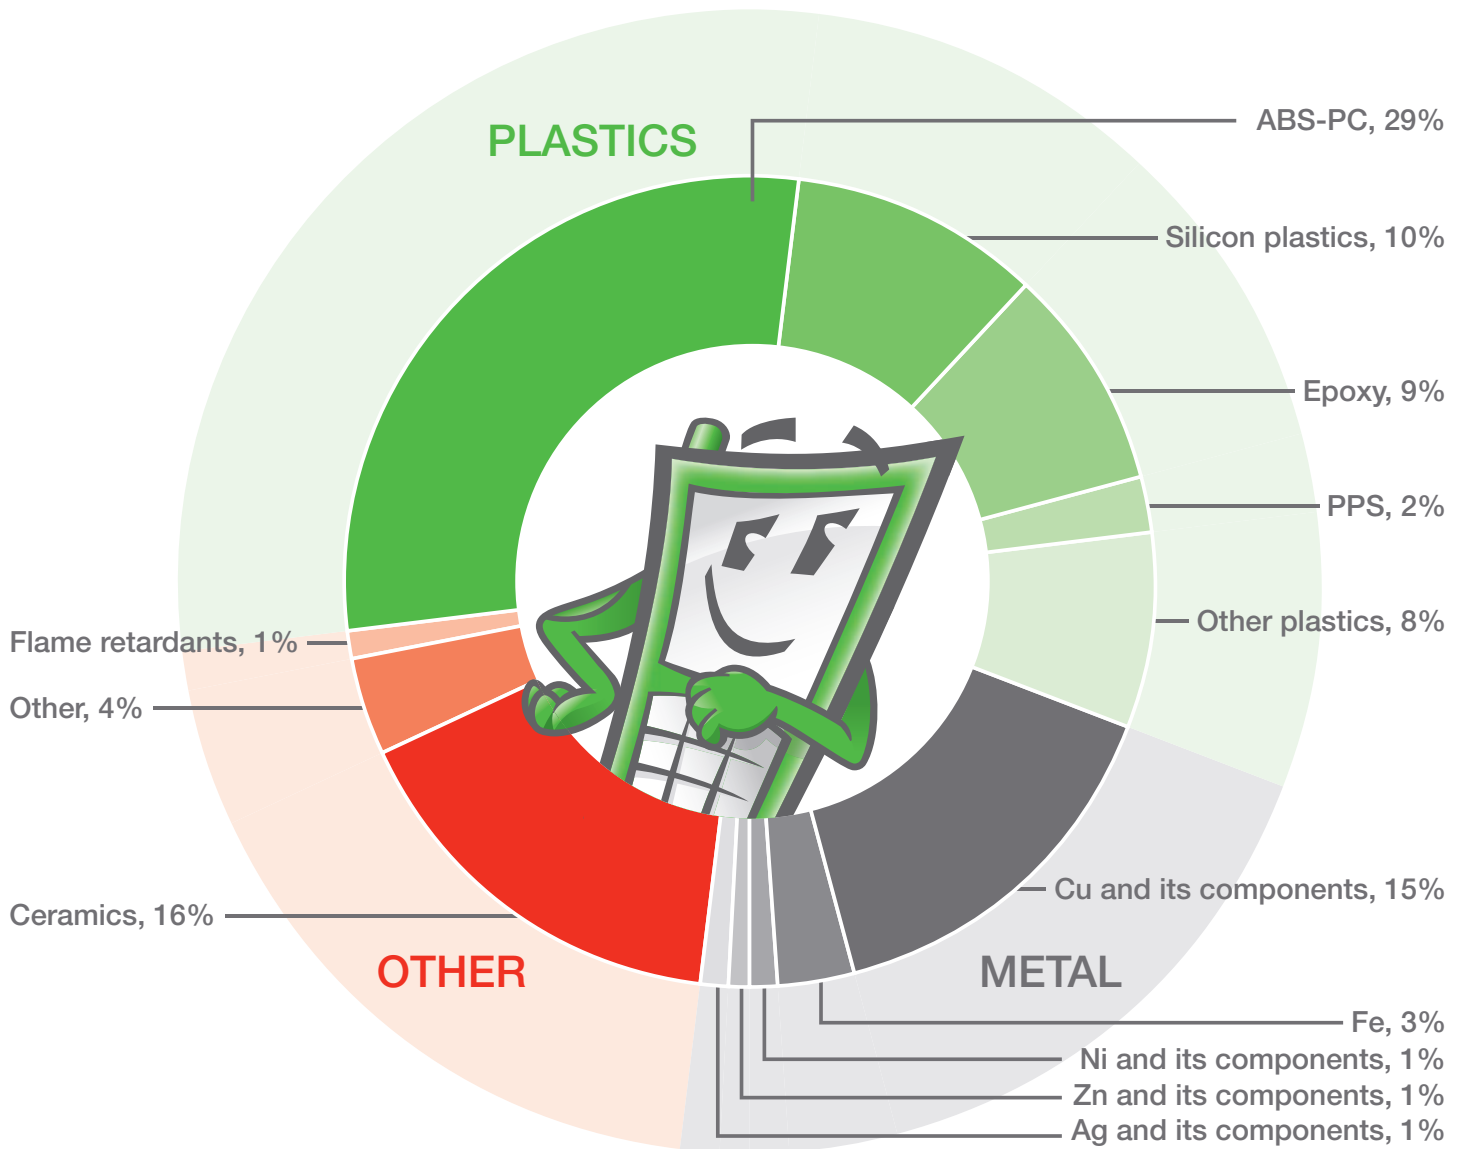 PLASTICS
ABS-PC, 29%
Silicon plastics, 10%
Epoxy, 9%
PPS, 2%
Other plastics, 8%
Flame retardants, 1%
Other, 4%
Ceramics, 16%
OTHER
Cu and its components, 15%
METAL
Fe, 3%
Ni and its components, 1%
Zn and its components, 1%
Ag and its components, 1%